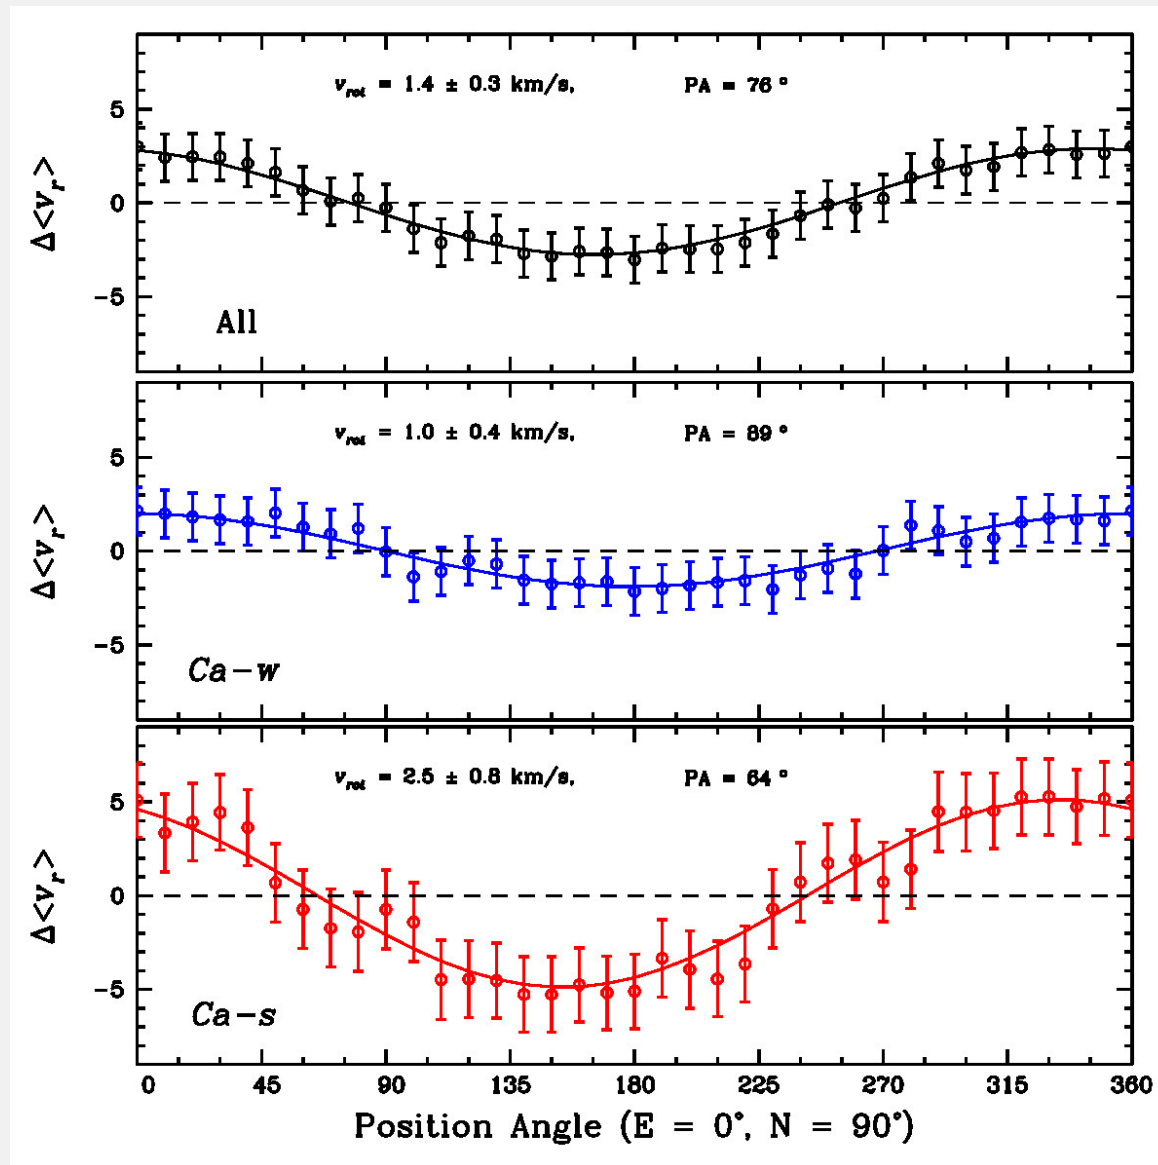 v_rot = 1.4 ± 0.3 km/s, PA = 76 °
5
0
−5
Δ<v_r>
All
v_rot = 1.0 ± 0.4 km/s, PA = 89 °
5
0
−5
Δ<v_r>
Ca−w
v_rot = 2.5 ± 0.8 km/s, PA = 64 °
5
0
−5
Δ<v_r>
Ca−s
0 45 90 135 180 225 270 315 360
Position Angle (E = 0°, N = 90°)